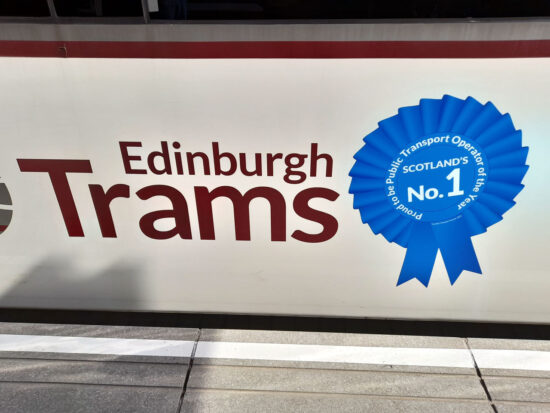 Edinburgh
Trams
Proud to be Public Transport Operator of the Year
SCOTLAND'S
No.1